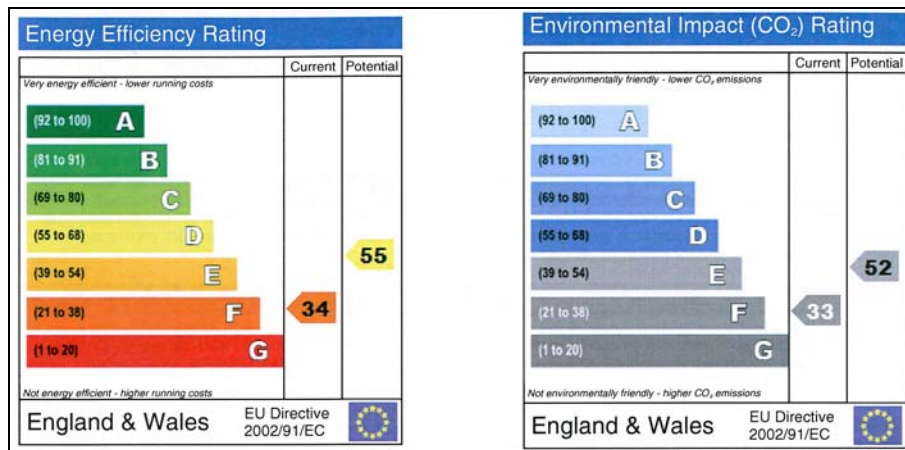 Energy Efficiency Rating
Current Potential
Very energy efficient - lower running costs
(92 to 100) A
(81 to 91) B
(69 to 80) C
(55 to 68) D
55
(39 to 54) E
(21 to 38) F
34
(1 to 20) G
Not energy efficient - higher running costs
England & Wales
EU Directive
2002/91/EC
Environmental Impact (CO₂) Rating
Current Potential
Very environmentally friendly - lower CO₂ emissions
(92 to 100) A
(81 to 91) B
(69 to 80) C
(55 to 68) D
(39 to 54) E
52
(21 to 38) F
33
(1 to 20) G
Not environmentally friendly - higher CO₂ emissions
England & Wales
EU Directive
2002/91/EC